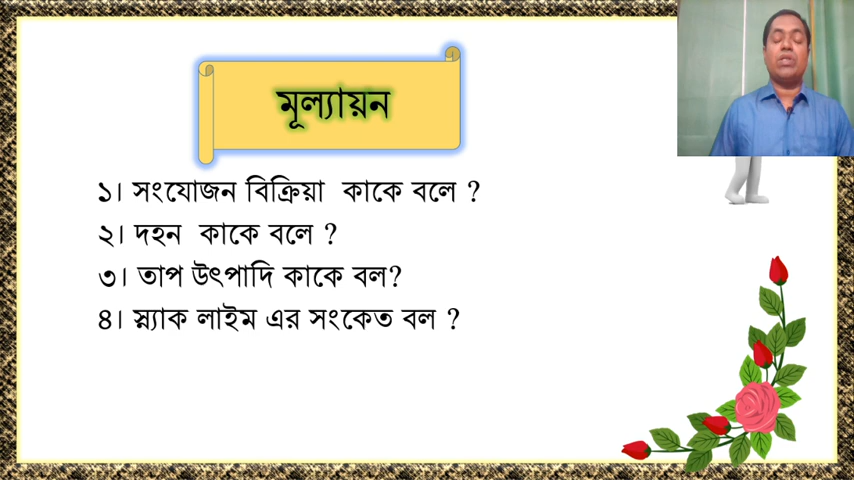 মূল্যায়ন
১। সংযোজন বিক্রিয়া কাকে বলে ?
২। দহন কাকে বলে ?
৩। তাপ উৎপাদি কাকে বল?
৪। স্ল্যাক লাইম এর সংকেত বল ?